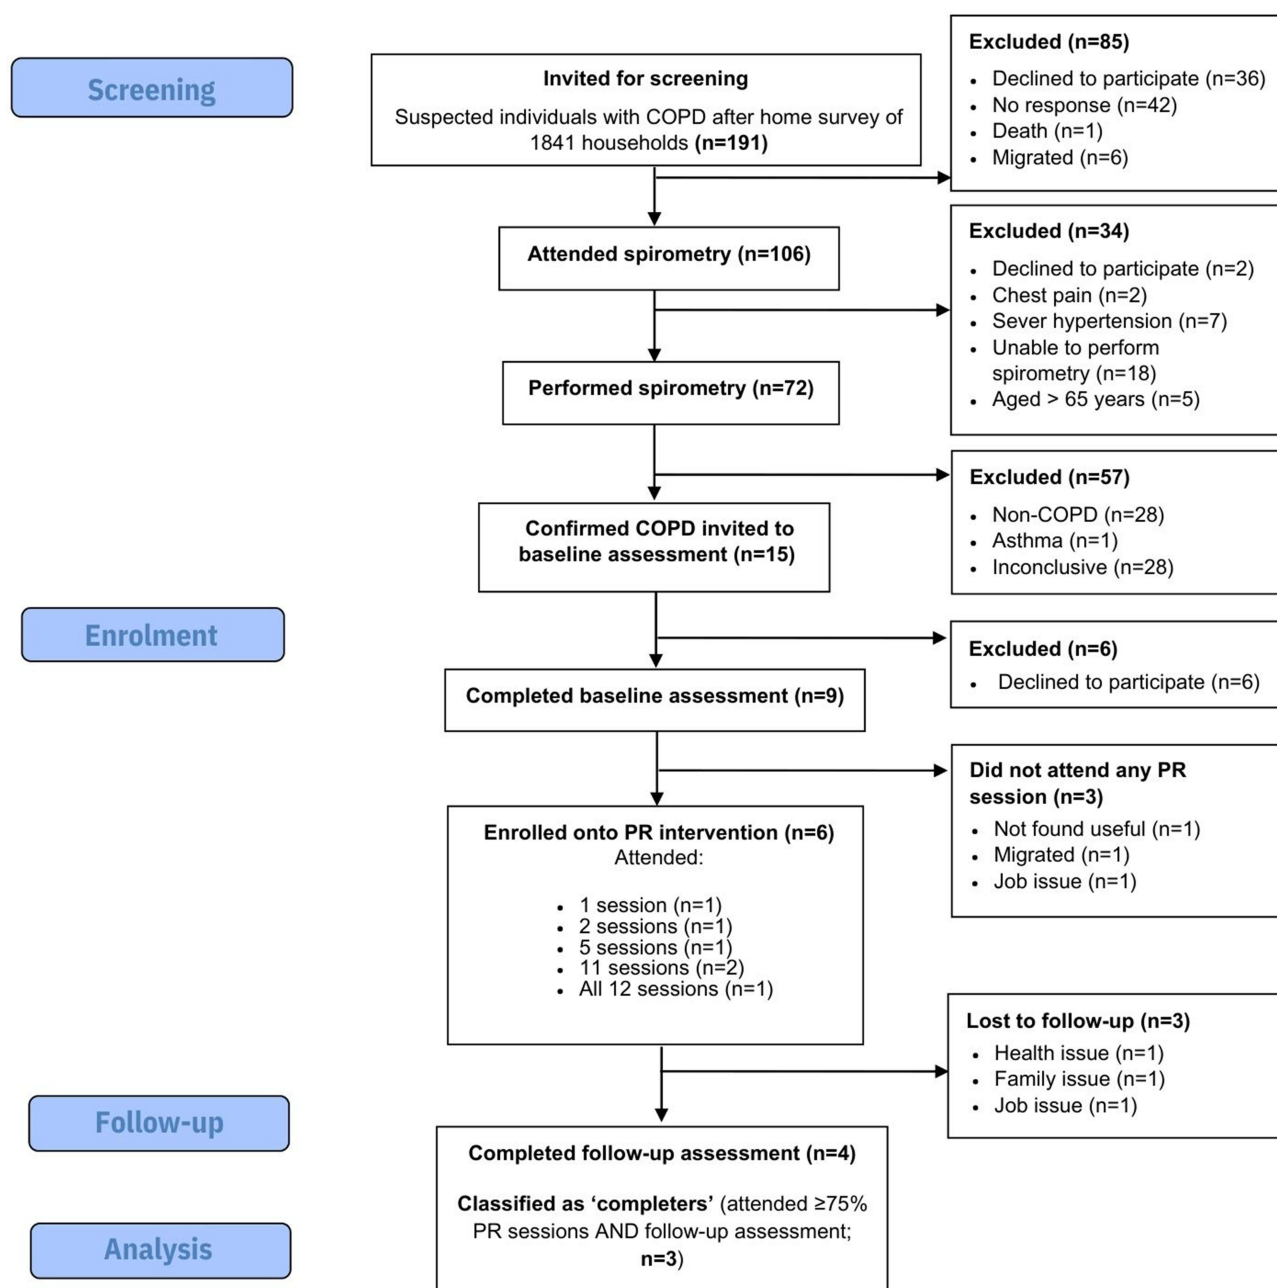 Screening
Invited for screening
Suspected individuals with COPD after home survey of
1841 households (n=191)
Excluded (n=85)
• Declined to participate (n=36)
• No response (n=42)
• Death (n=1)
• Migrated (n=6)
Attended spirometry (n=106)
Excluded (n=34)
• Declined to participate (n=2)
• Chest pain (n=2)
• Sever hypertension (n=7)
• Unable to perform
spirometry (n=18)
• Aged > 65 years (n=5)
Performed spirometry (n=72)
Excluded (n=57)
• Non-COPD (n=28)
• Asthma (n=1)
• Inconclusive (n=28)
Confirmed COPD invited to
baseline assessment (n=15)
Enrolment
Excluded (n=6)
• Declined to participate (n=6)
Completed baseline assessment (n=9)
Did not attend any PR
session (n=3)
• Not found useful (n=1)
• Migrated (n=1)
• Job issue (n=1)
Enrolled onto PR intervention (n=6)
Attended:
• 1 session (n=1)
• 2 sessions (n=1)
• 5 sessions (n=1)
• 11 sessions (n=2)
• All 12 sessions (n=1)
Lost to follow-up (n=3)
• Health issue (n=1)
• Family issue (n=1)
• Job issue (n=1)
Follow-up
Completed follow-up assessment (n=4)
Classified as ‘completers’ (attended ≥75%
PR sessions AND follow-up assessment;
n=3)
Analysis